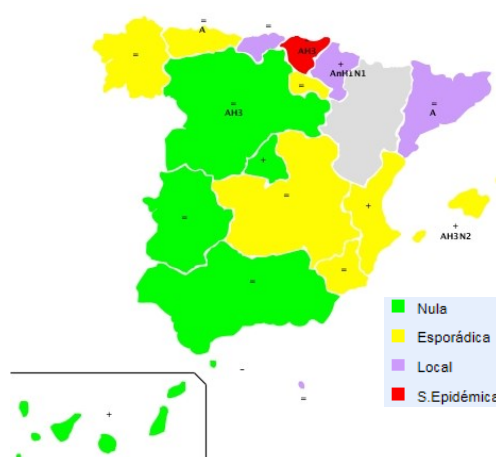 =
A
=
AH3
+
AnH1N1
=
=
=
AH3
=
A
+
=
=
+
+
AH3N2
=
=
Nula
Esporádica
Local
S.Epidémica
-
=
+